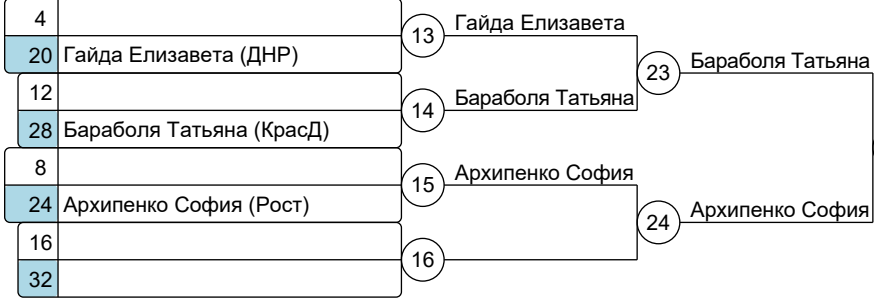 4
20 Гайда Елизавета (ДНР)
12
28 Бараболя Татьяна (КрасД)
8
24 Архипенко София (Рост)
16
32
13 Гайда Елизавета
14 Бараболя Татьяна
15 Архипенко София
16
23 Бараболя Татьяна
24 Архипенко София